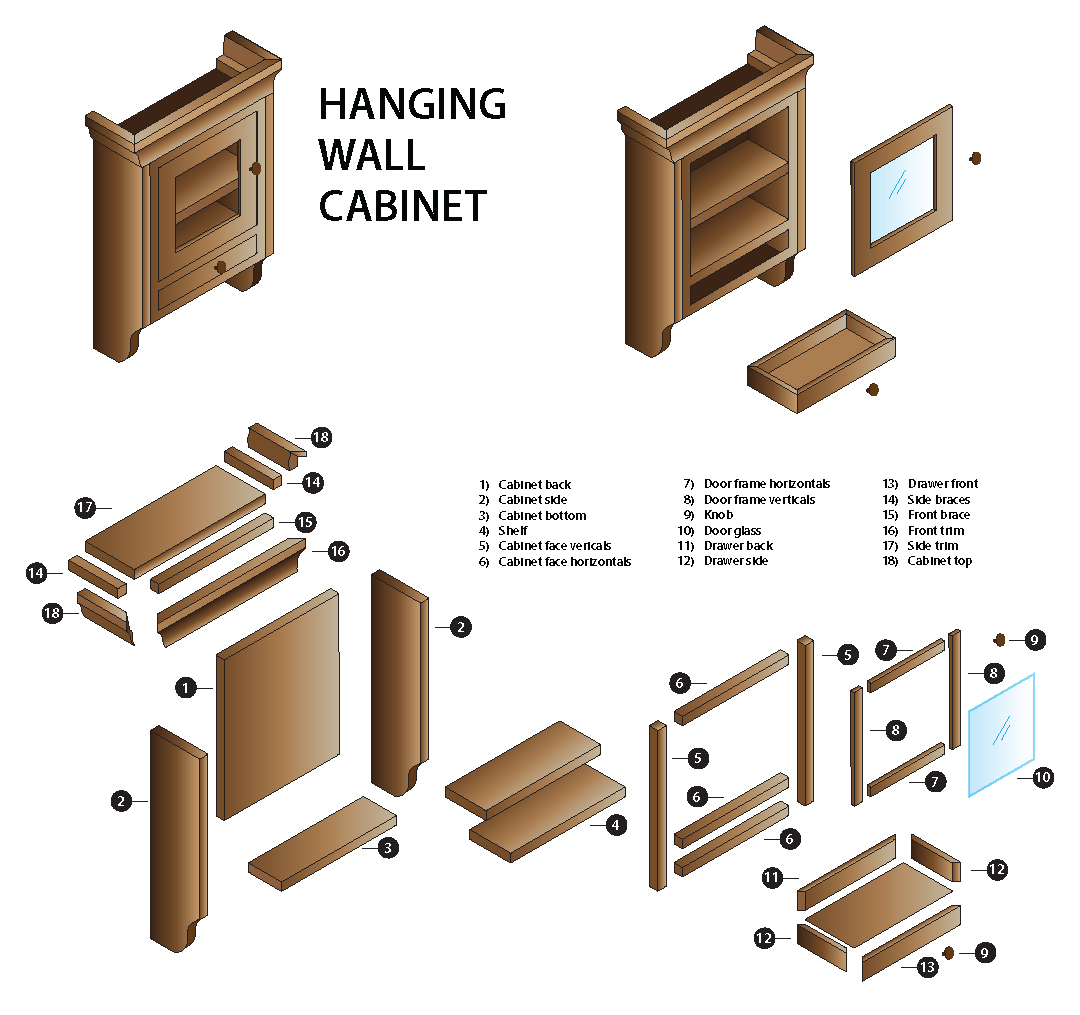 HANGING
WALL
CABINET
1) Cabinet back
2) Cabinet side
3) Cabinet bottom
4) Shelf
5) Cabinet face vericals
6) Cabinet face horizontals
7) Door frame horizontals
8) Door frame verticals
9) Knob
10) Door glass
11) Drawer back
12) Drawer side
13) Drawer front
14) Side braces
15) Front brace
16) Front trim
17) Side trim
18) Cabinet top
18
14
17
15
16
14
18
2
1
2
3
4
6
5
5
6
6
7
9
8
8
7
10
11
12
12
13
9